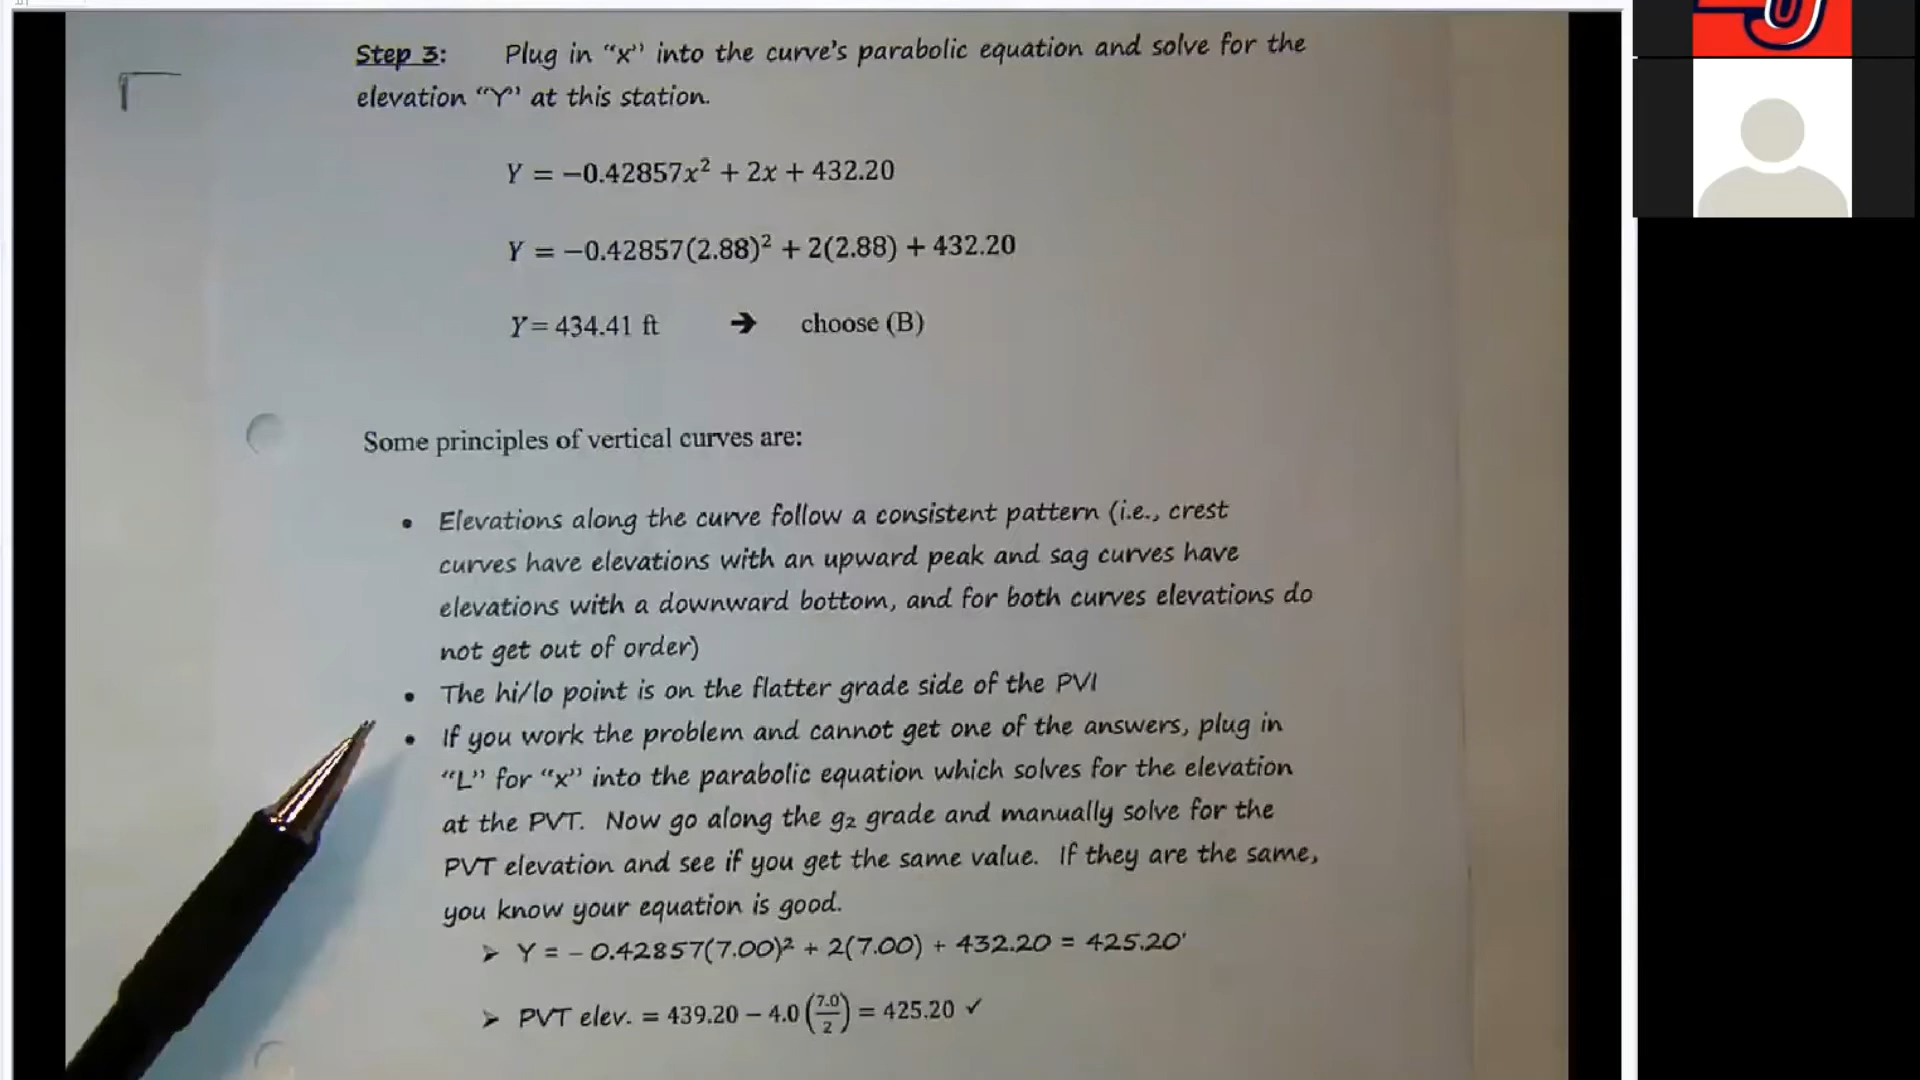 Step 3: Plug in “x” into the curve’s parabolic equation and solve for the
elevation “Y” at this station.
Y = −0.42857x² + 2x + 432.20
Y = −0.42857(2.88)² + 2(2.88) + 432.20
Y = 434.41 ft ➔ choose (B)
Some principles of vertical curves are:
• Elevations along the curve follow a consistent pattern (i.e., crest
curves have elevations with an upward peak and sag curves have
elevations with a downward bottom, and for both curves elevations do
not get out of order)
• The hi/lo point is on the flatter grade side of the PVI
• If you work the problem and cannot get one of the answers, plug in
“L” for “x” into the parabolic equation which solves for the elevation
at the PVT. Now go along the g₂ grade and manually solve for the
PVT elevation and see if you get the same value. If they are the same,
you know your equation is good.
➢ Y = − 0.42857(7.00)² + 2(7.00) + 432.20 = 425.20'
➢ PVT elev. = 439.20 − 4.0 (7.0/2) = 425.20 ✓